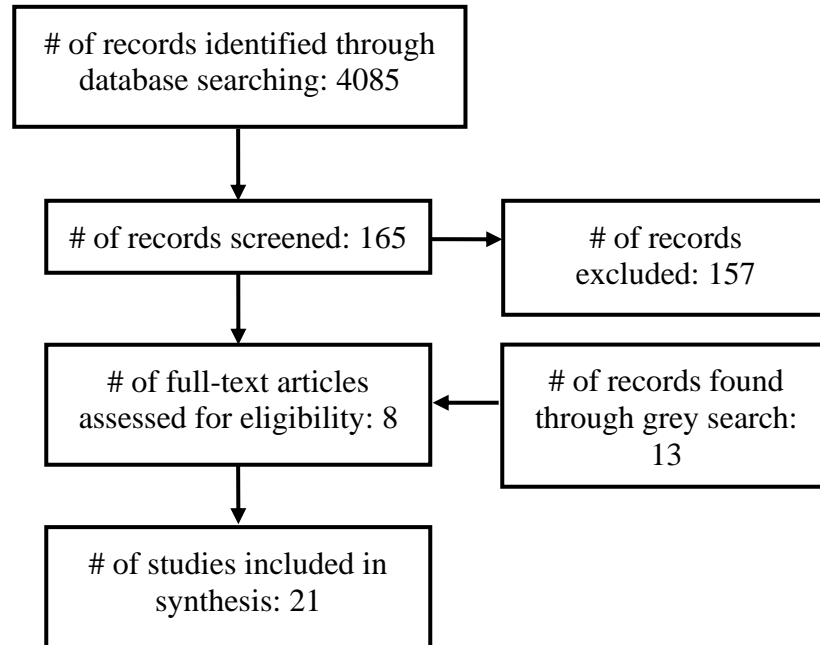 # of records identified through
database searching: 4085
# of records screened: 165
# of records
excluded: 157
# of full-text articles
assessed for eligibility: 8
# of records found
through grey search:
13
# of studies included in
synthesis: 21